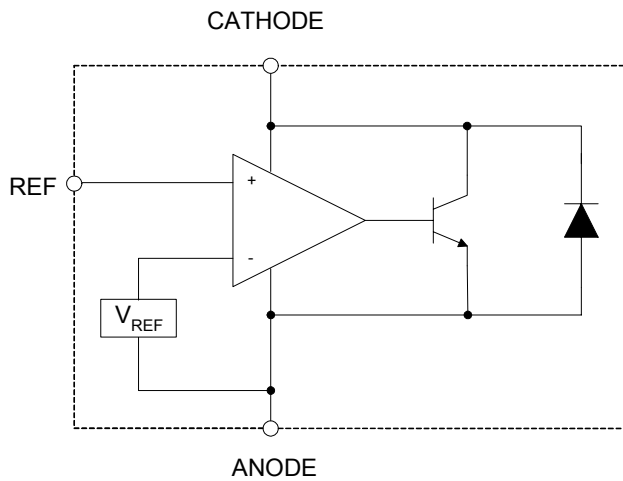 CATHODE
REF
+
-
VREF
ANODE